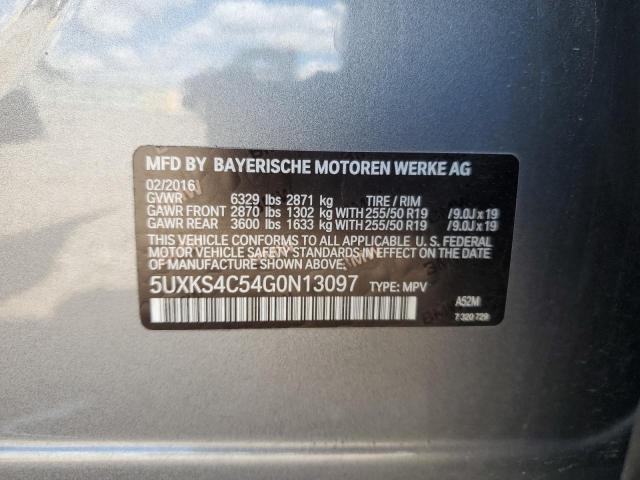 MFD BY BAYERISCHE MOTOREN WERKE AG
02/2016
GVWR 6329 lbs 2871 kg TIRE / RIM
GAWR FRONT 2870 lbs 1302 kg WITH 255/50 R19 / 9.0J x 19
GAWR REAR 3600 lbs 1633 kg WITH 255/50 R19 / 9.0J x 19
THIS VEHICLE CONFORMS TO ALL APPLICABLE U. S. FEDERAL
MOTOR VEHICLE SAFETY STANDARDS IN EFFECT ON THE DATE OF
MANUFACTURE SHOWN ABOVE.
5UXKS4C54G0N13097 TYPE: MPV
A52M
7 320 729